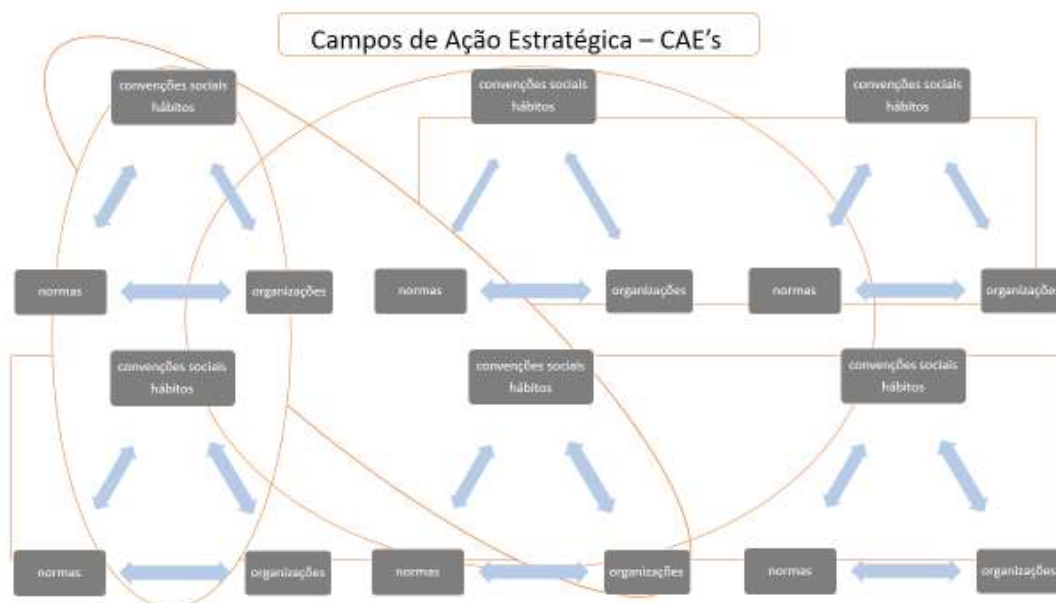 Campos de Ação Estratégica – CAE's
convenções sociais
hábitos
convenções sociais
hábitos
convenções sociais
hábitos
normas
organizações
normas
organizações
normas
organizações
convenções sociais
hábitos
convenções sociais
hábitos
convenções sociais
hábitos
normas
organizações
normas
organizações
normas
organizações